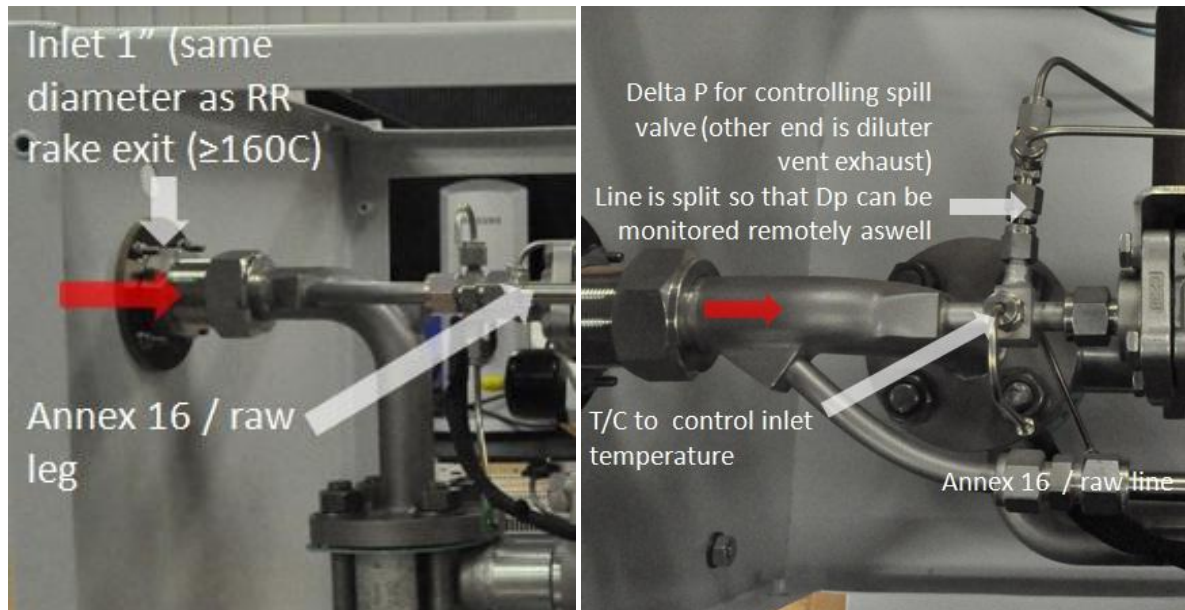 Inlet 1” (same
diameter as RR
rake exit (≥160C)
Annex 16 / raw
leg
Delta P for controlling spill
valve (other end is diluter
vent exhaust)
Line is split so that Dp can be
monitored remotely aswell
T/C to control inlet
temperature
Annex 16 / raw line